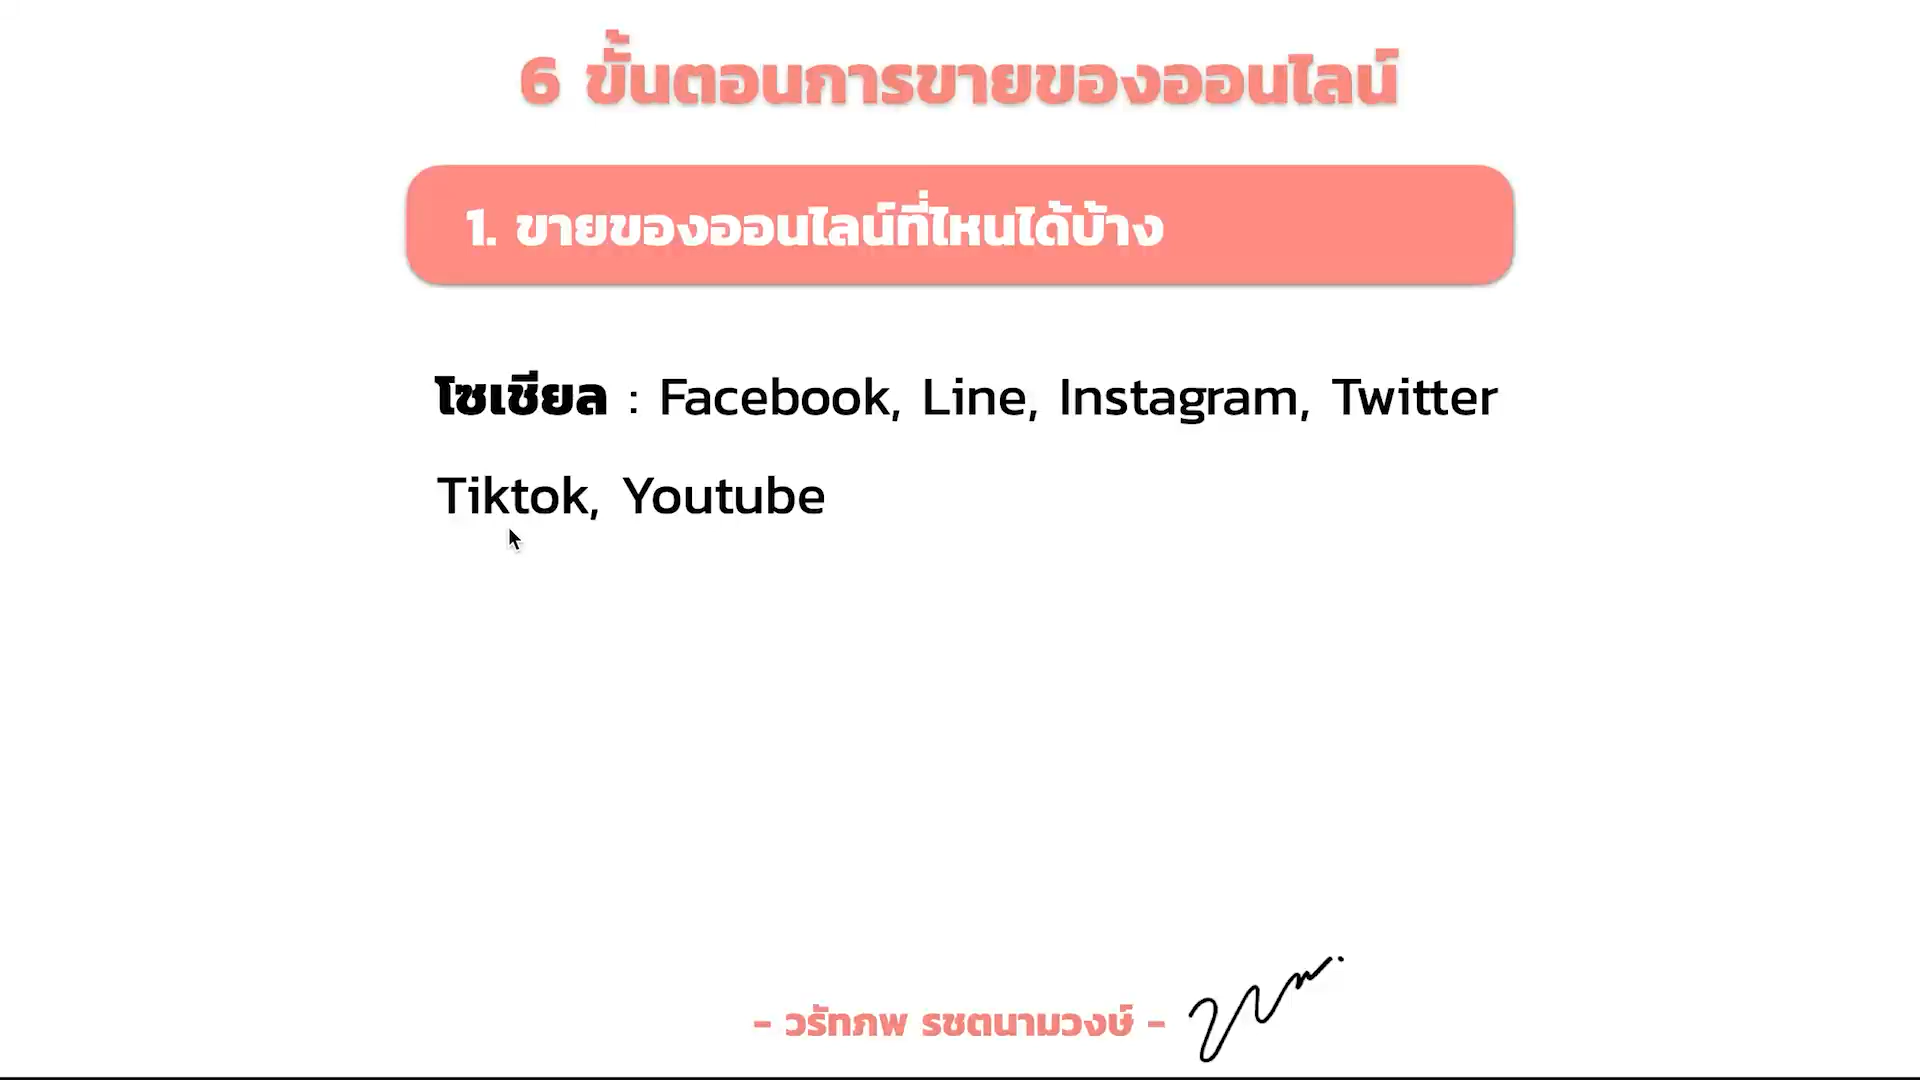 6 ขั้นตอนการขายของออนไลน์
1. ขายของออนไลน์ที่ไหนได้บ้าง
โซเชียล : Facebook, Line, Instagram, Twitter
Tiktok, Youtube
- วรัทภพ รชตนามวงษ์ -